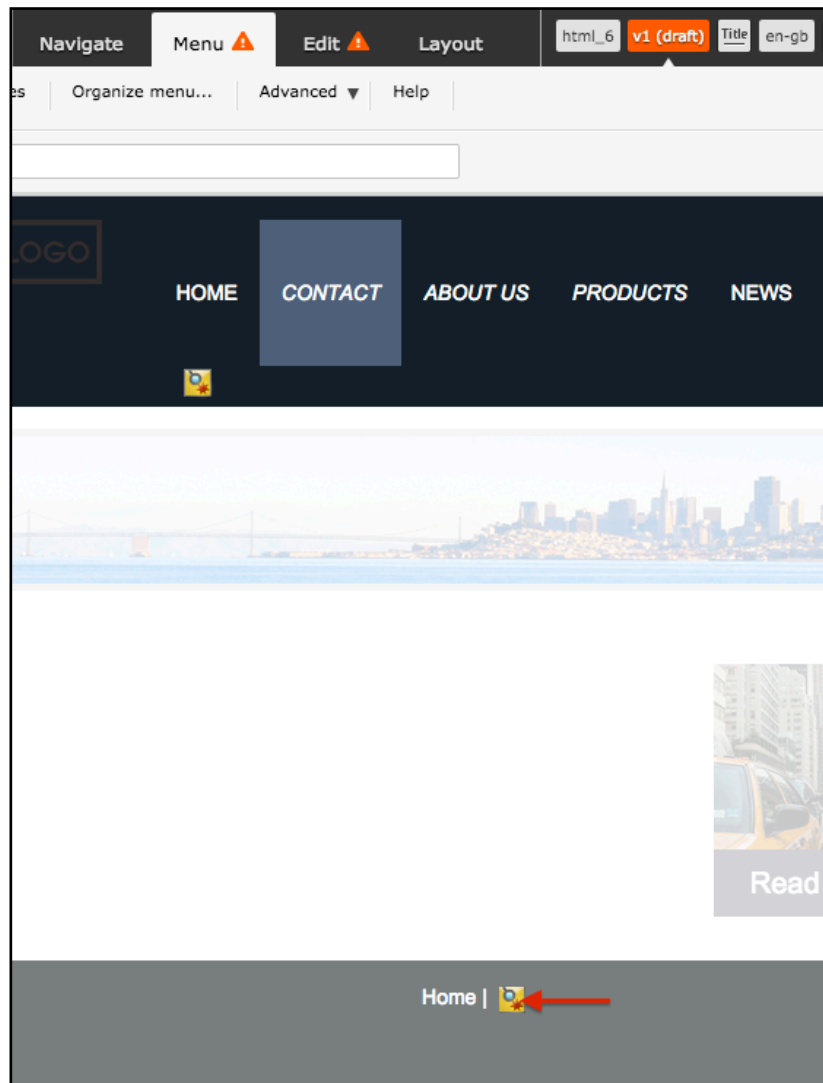 Navigate Menu Edit Layout html_6 v1 (draft) Title en-gb
es Organize menu... Advanced ▼ Help
LOGO
HOME CONTACT ABOUT US PRODUCTS NEWS
Read
Home |